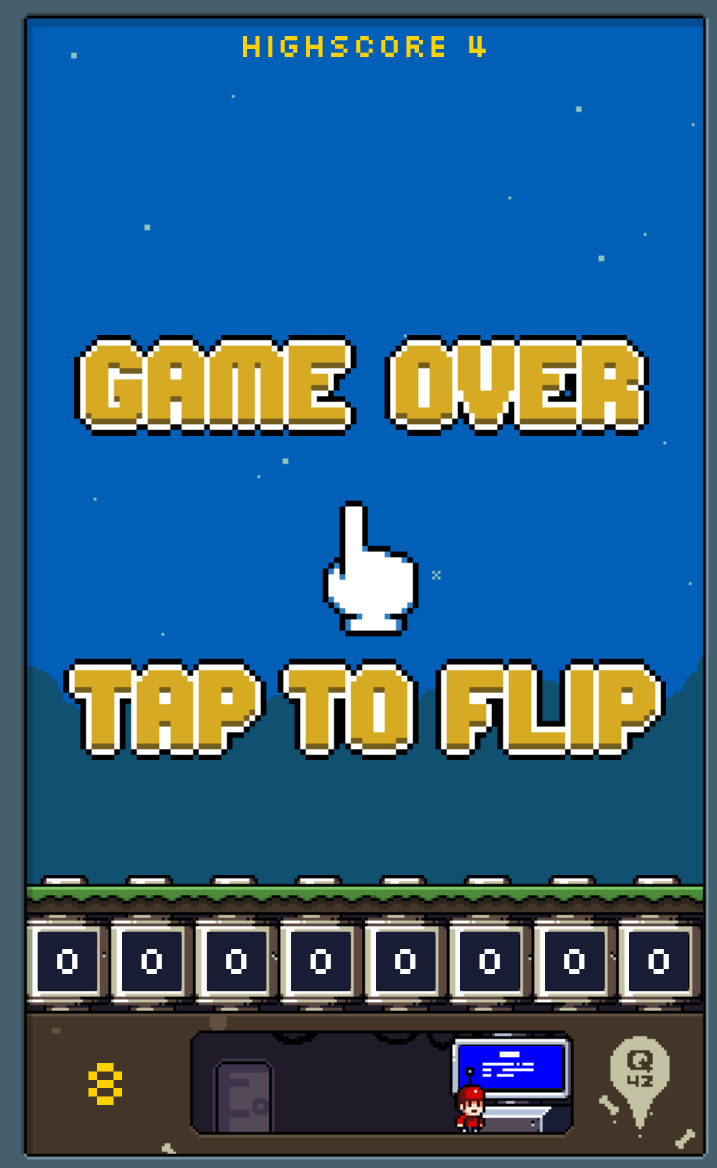 HIGHSCORE 4
GAME OVER
TAP TO FLIP
0 0 0 0 0 0 0 0
8
Q
42